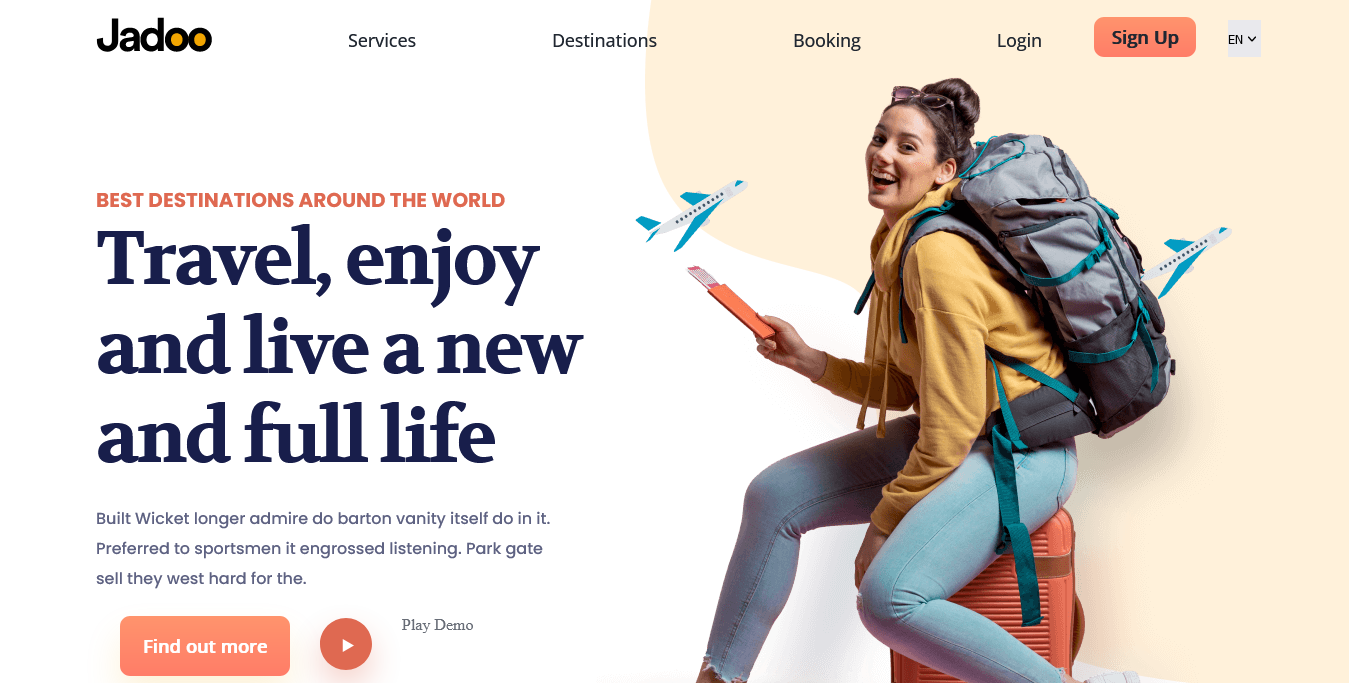 Jadoo
Services
Destinations
Booking
Login
Sign Up
EN
BEST DESTINATIONS AROUND THE WORLD
Travel, enjoy
and live a new
and full life
Built Wicket longer admire do barton vanity itself do in it.
Preferred to sportsmen it engrossed listening. Park gate
sell they west hard for the.
Find out more
Play Demo